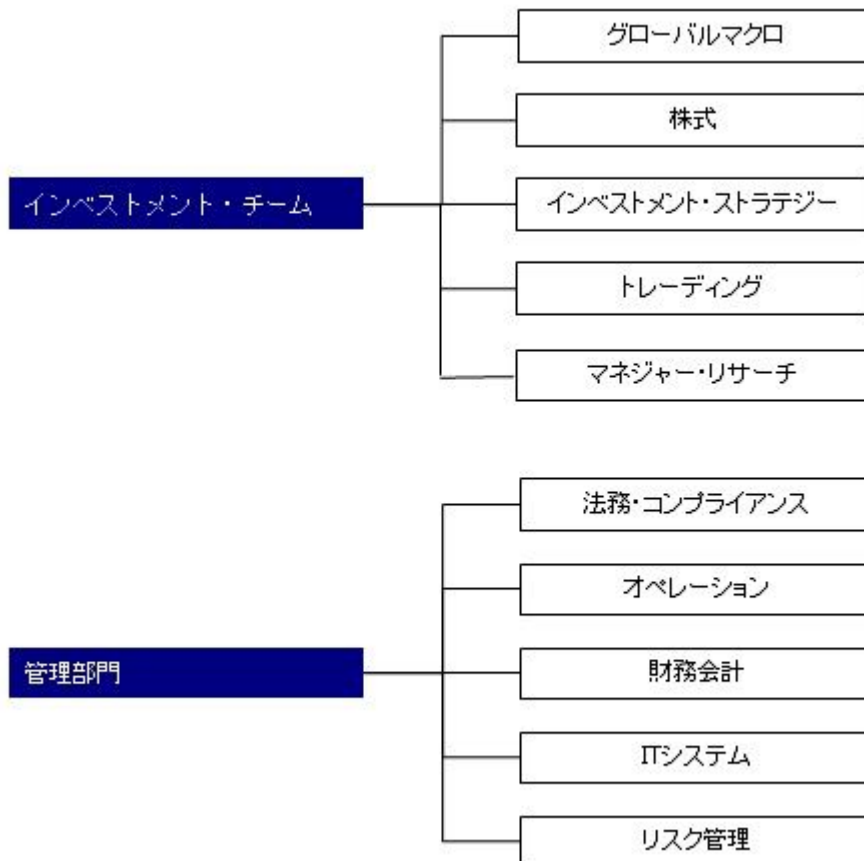 インベストメント・チーム
グローバルマクロ
株式
インベストメント・ストラテジー
トレーディング
マネジャー・リサーチ
管理部門
法務・コンプライアンス
オペレーション
財務会計
ITシステム
リスク管理